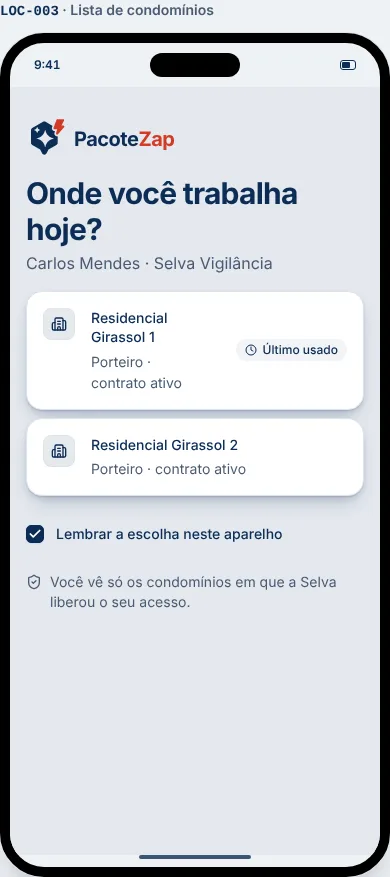 LOC-003 · Lista de condomínios
9:41
PacoteZap
Onde você trabalha
hoje?
Carlos Mendes · Selva Vigilância
Residencial
Girassol 1
Porteiro ·
contrato ativo
Último usado
Residencial Girassol 2
Porteiro · contrato ativo
Lembrar a escolha neste aparelho
Você vê só os condomínios em que a Selva
liberou o seu acesso.